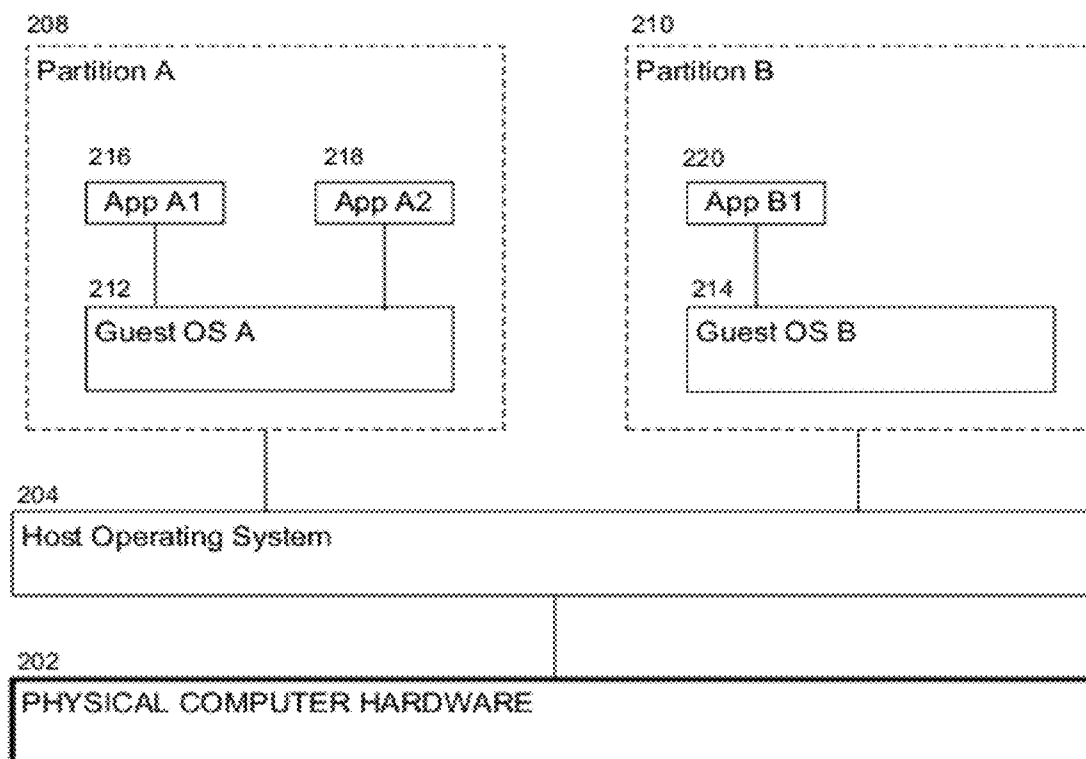 208
Partition A
216
App A1
218
App A2
212
Guest OS A
210
Partition B
220
App B1
214
Guest OS B
204
Host Operating System
202
PHYSICAL COMPUTER HARDWARE